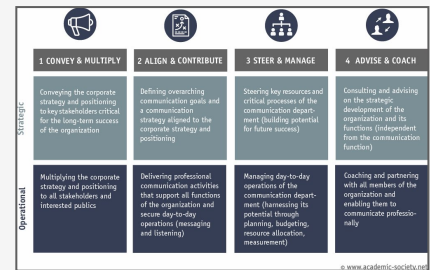 1 CONVEY & MULTIPLY
2 ALIGN & CONTRIBUTE
3 STEER & MANAGE
4 ADVISE & COACH
Strategic
Conveying the corporate
strategy and positioning
to key stakeholders critical
for the long-term success
of the organization
Defining overarching
communication goals and
a communication
strategy aligned to the
corporate strategy and
positioning
Steering key resources and
critical processes of the
communication depart-
ment (building potential
for future success)
Consulting and advising
on the strategic
development of the
organization and its
functions (independent
from the communication
function)
Operational
Multiplying the corporate
strategy and positioning
to all stakeholders and
interested publics
Delivering professional
communication activities
that support all functions
of the organization and
secure day-to-day
operations (messaging
and listening)
Managing day-to-day
operations of the
communication depart-
ment (harnessing its
potential through
planning, budgeting,
resource allocation,
measurement)
Coaching and partnering
with all members of the
organization and
enabling them to
communicate professio-
nally
© www.academic-society.net